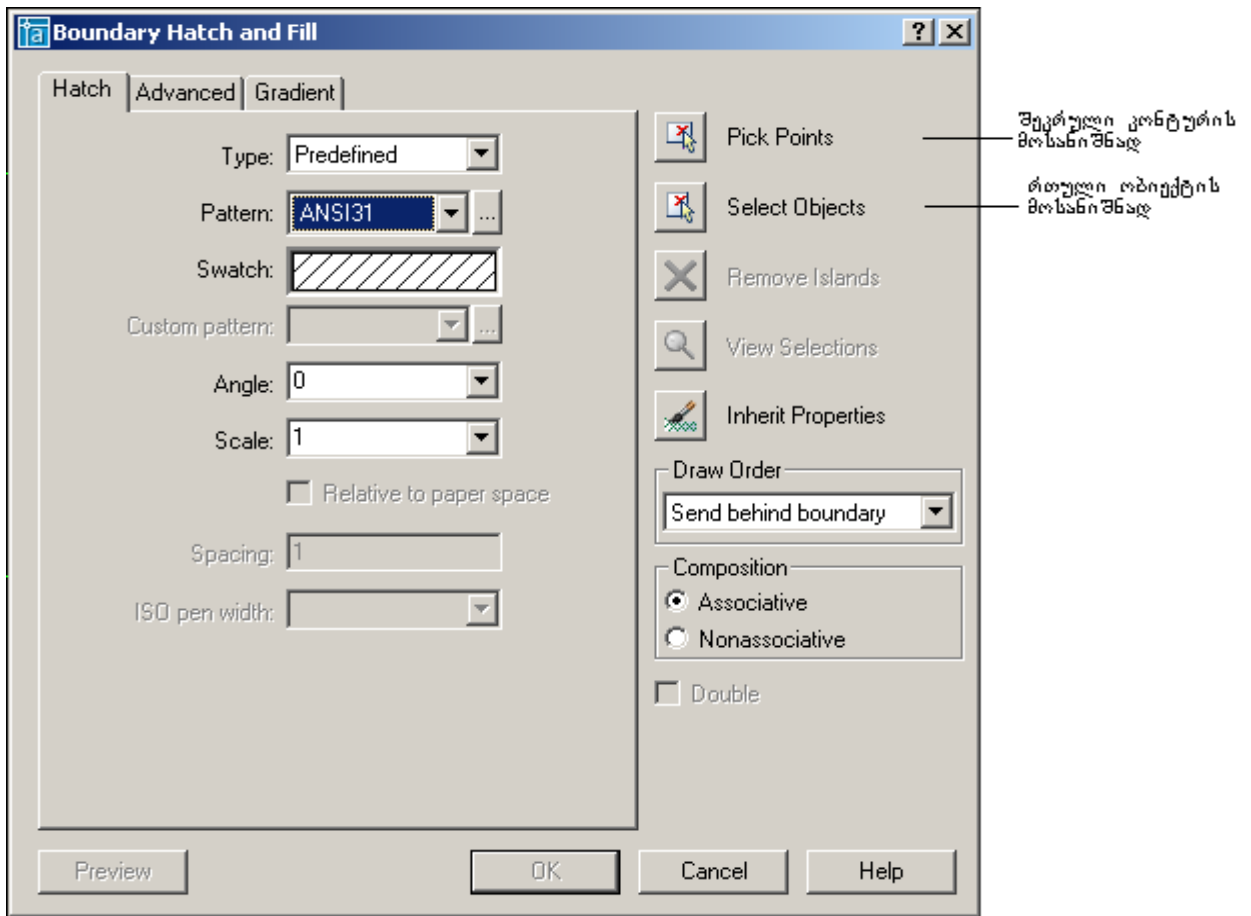 Boundary Hatch and Fill
Hatch Advanced Gradient
Type: Predefined
Pattern: ANSI31 ...
Swatch:
Custom pattern: ...
Angle: 0
Scale: 1
Relative to paper space
Spacing: 1
ISO pen width:
Pick Points
შეკრული კონტურის
მოსანიშნად
Select Objects
რთული ობიექტის
მოსანიშნად
Remove Islands
View Selections
Inherit Properties
Draw Order
Send behind boundary
Composition
Associative
Nonassociative
Double
Preview OK Cancel Help